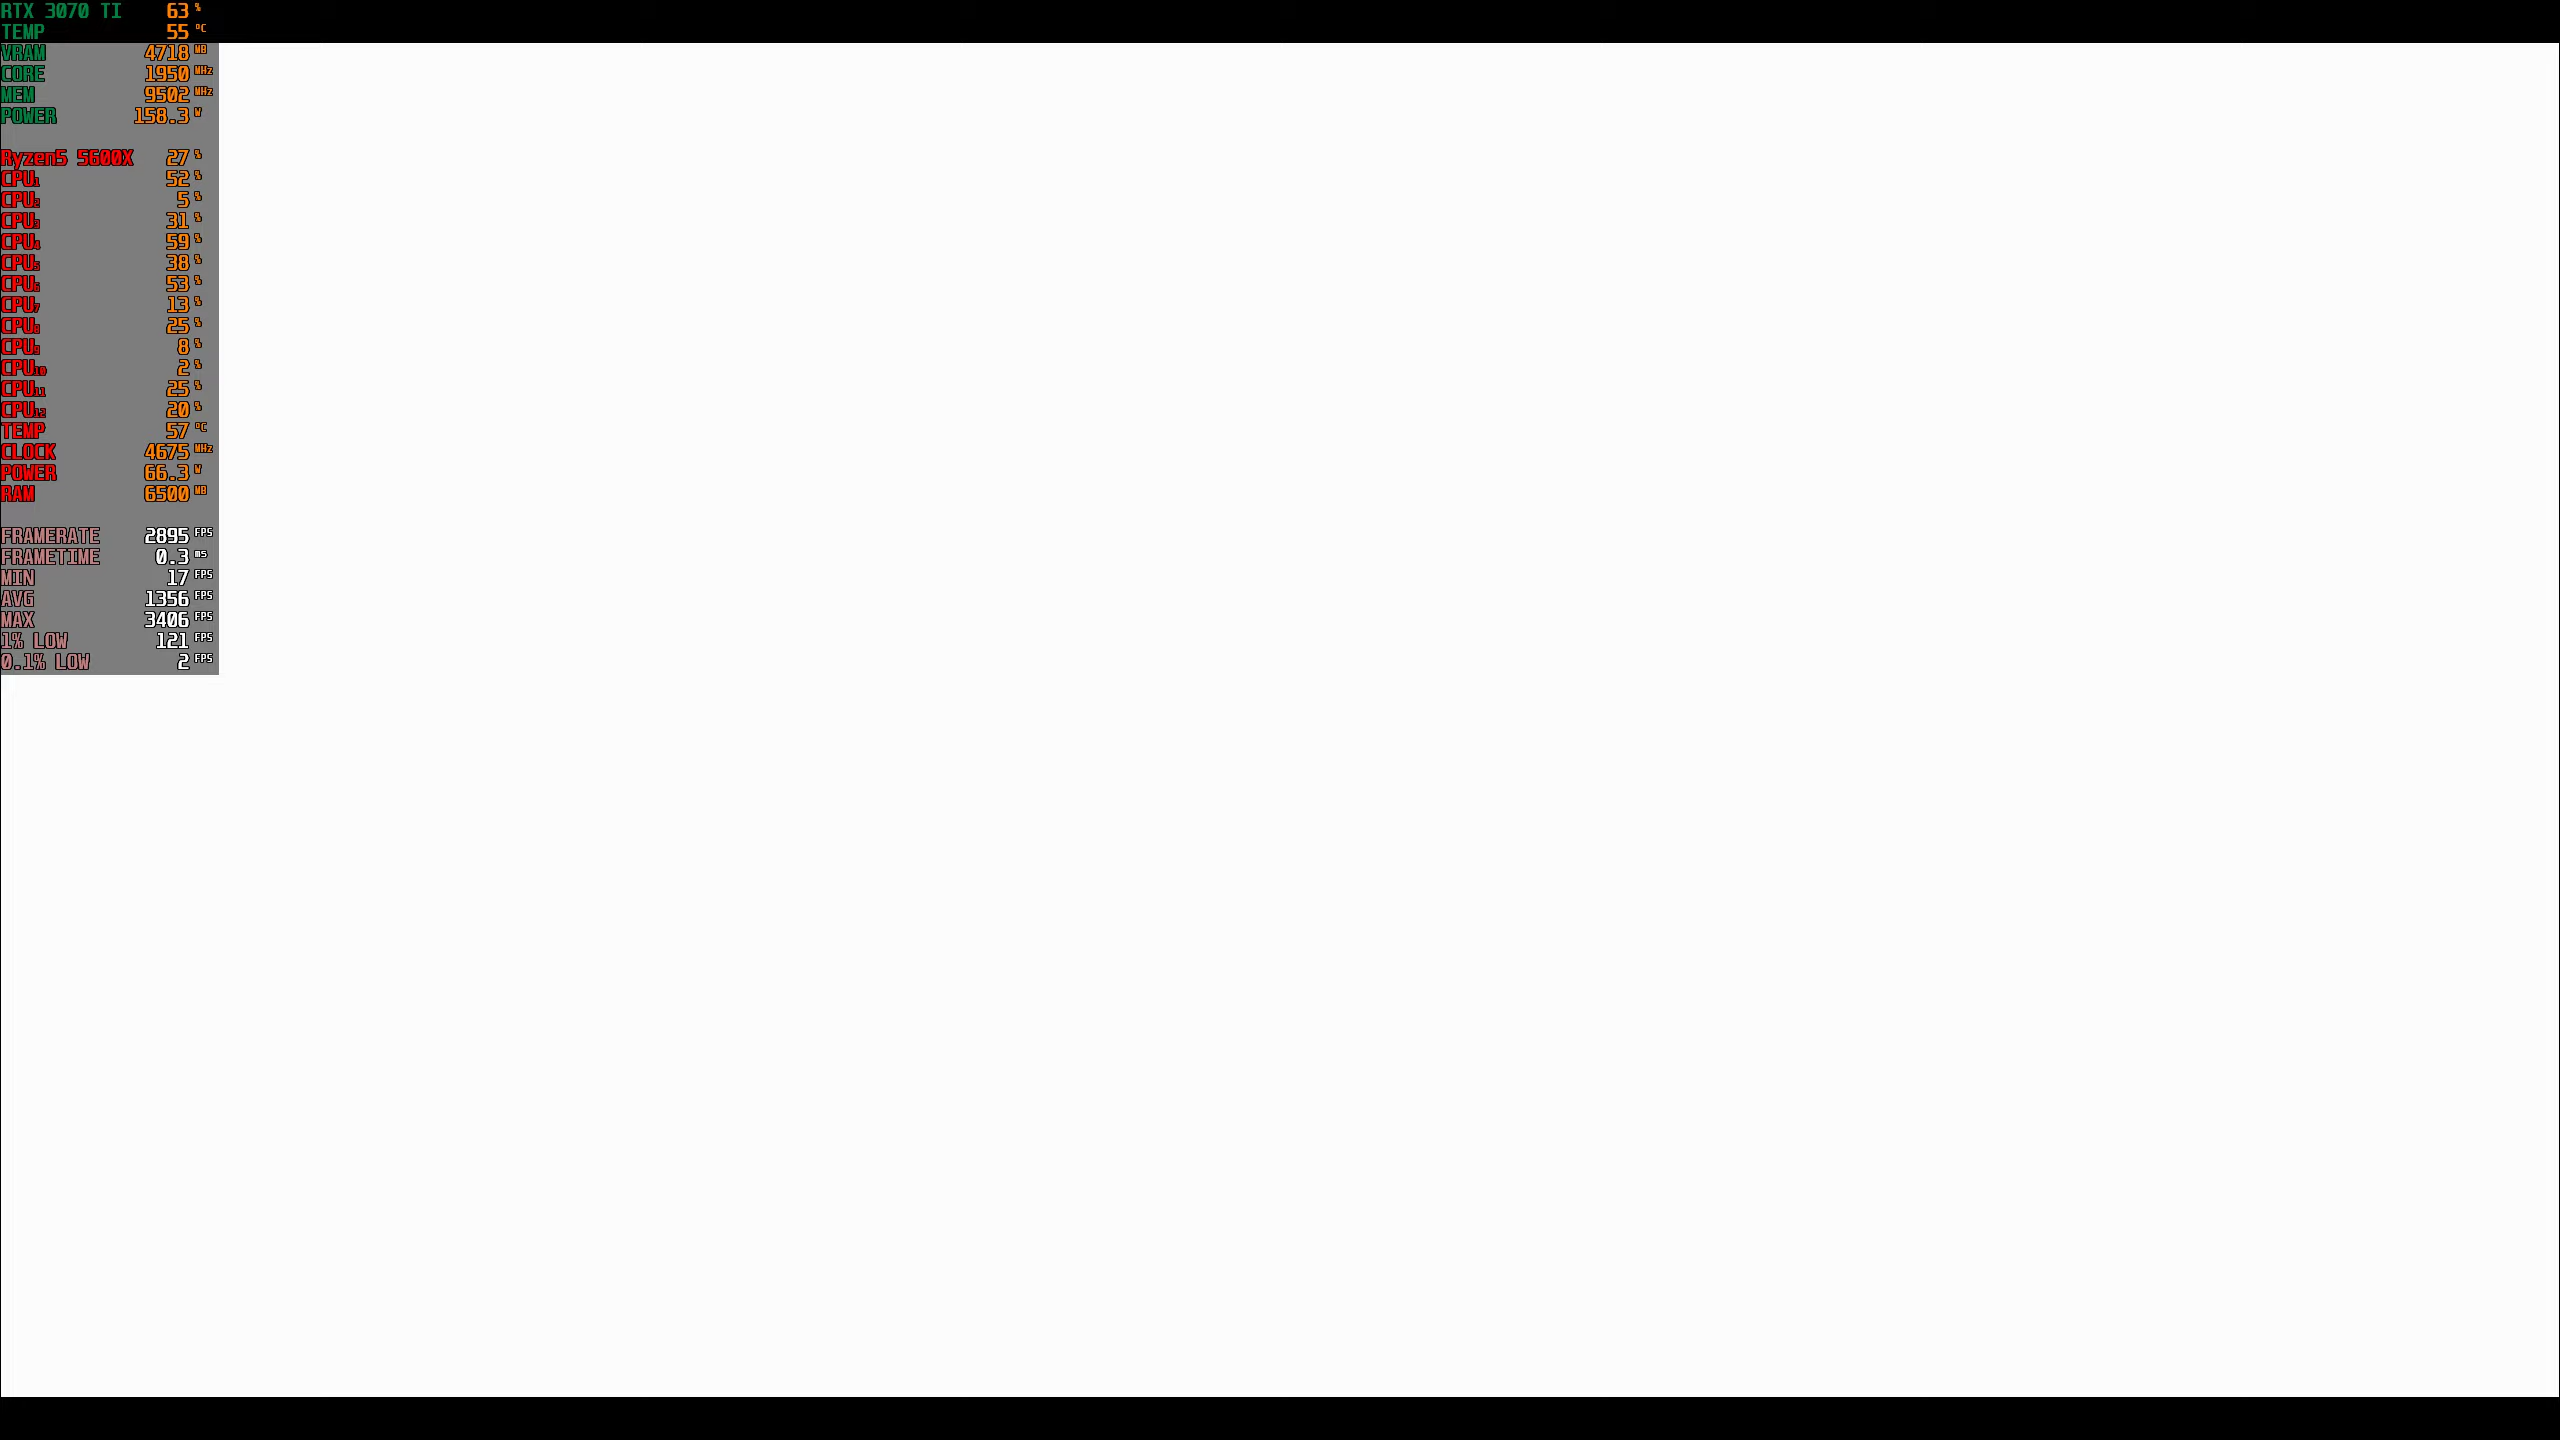 RTX 3070 TI 63 %
TEMP 55 °C
VRAM 4718 MB
CORE 1950 MHz
MEM 9502 MHz
POWER 158.3 W
Ryzen5 5600X 27 %
CPU1 52 %
CPU2 5 %
CPU3 31 %
CPU4 59 %
CPU5 38 %
CPU6 53 %
CPU7 13 %
CPU8 25 %
CPU9 8 %
CPU10 2 %
CPU11 25 %
CPU12 20 %
TEMP 57 °C
CLOCK 4675 MHz
POWER 66.3 W
RAM 6500 MB
FRAMERATE 2895 FPS
FRAMETIME 0.3 ms
MIN 17 FPS
AVG 1356 FPS
MAX 3406 FPS
1% LOW 121 FPS
0.1% LOW 2 FPS